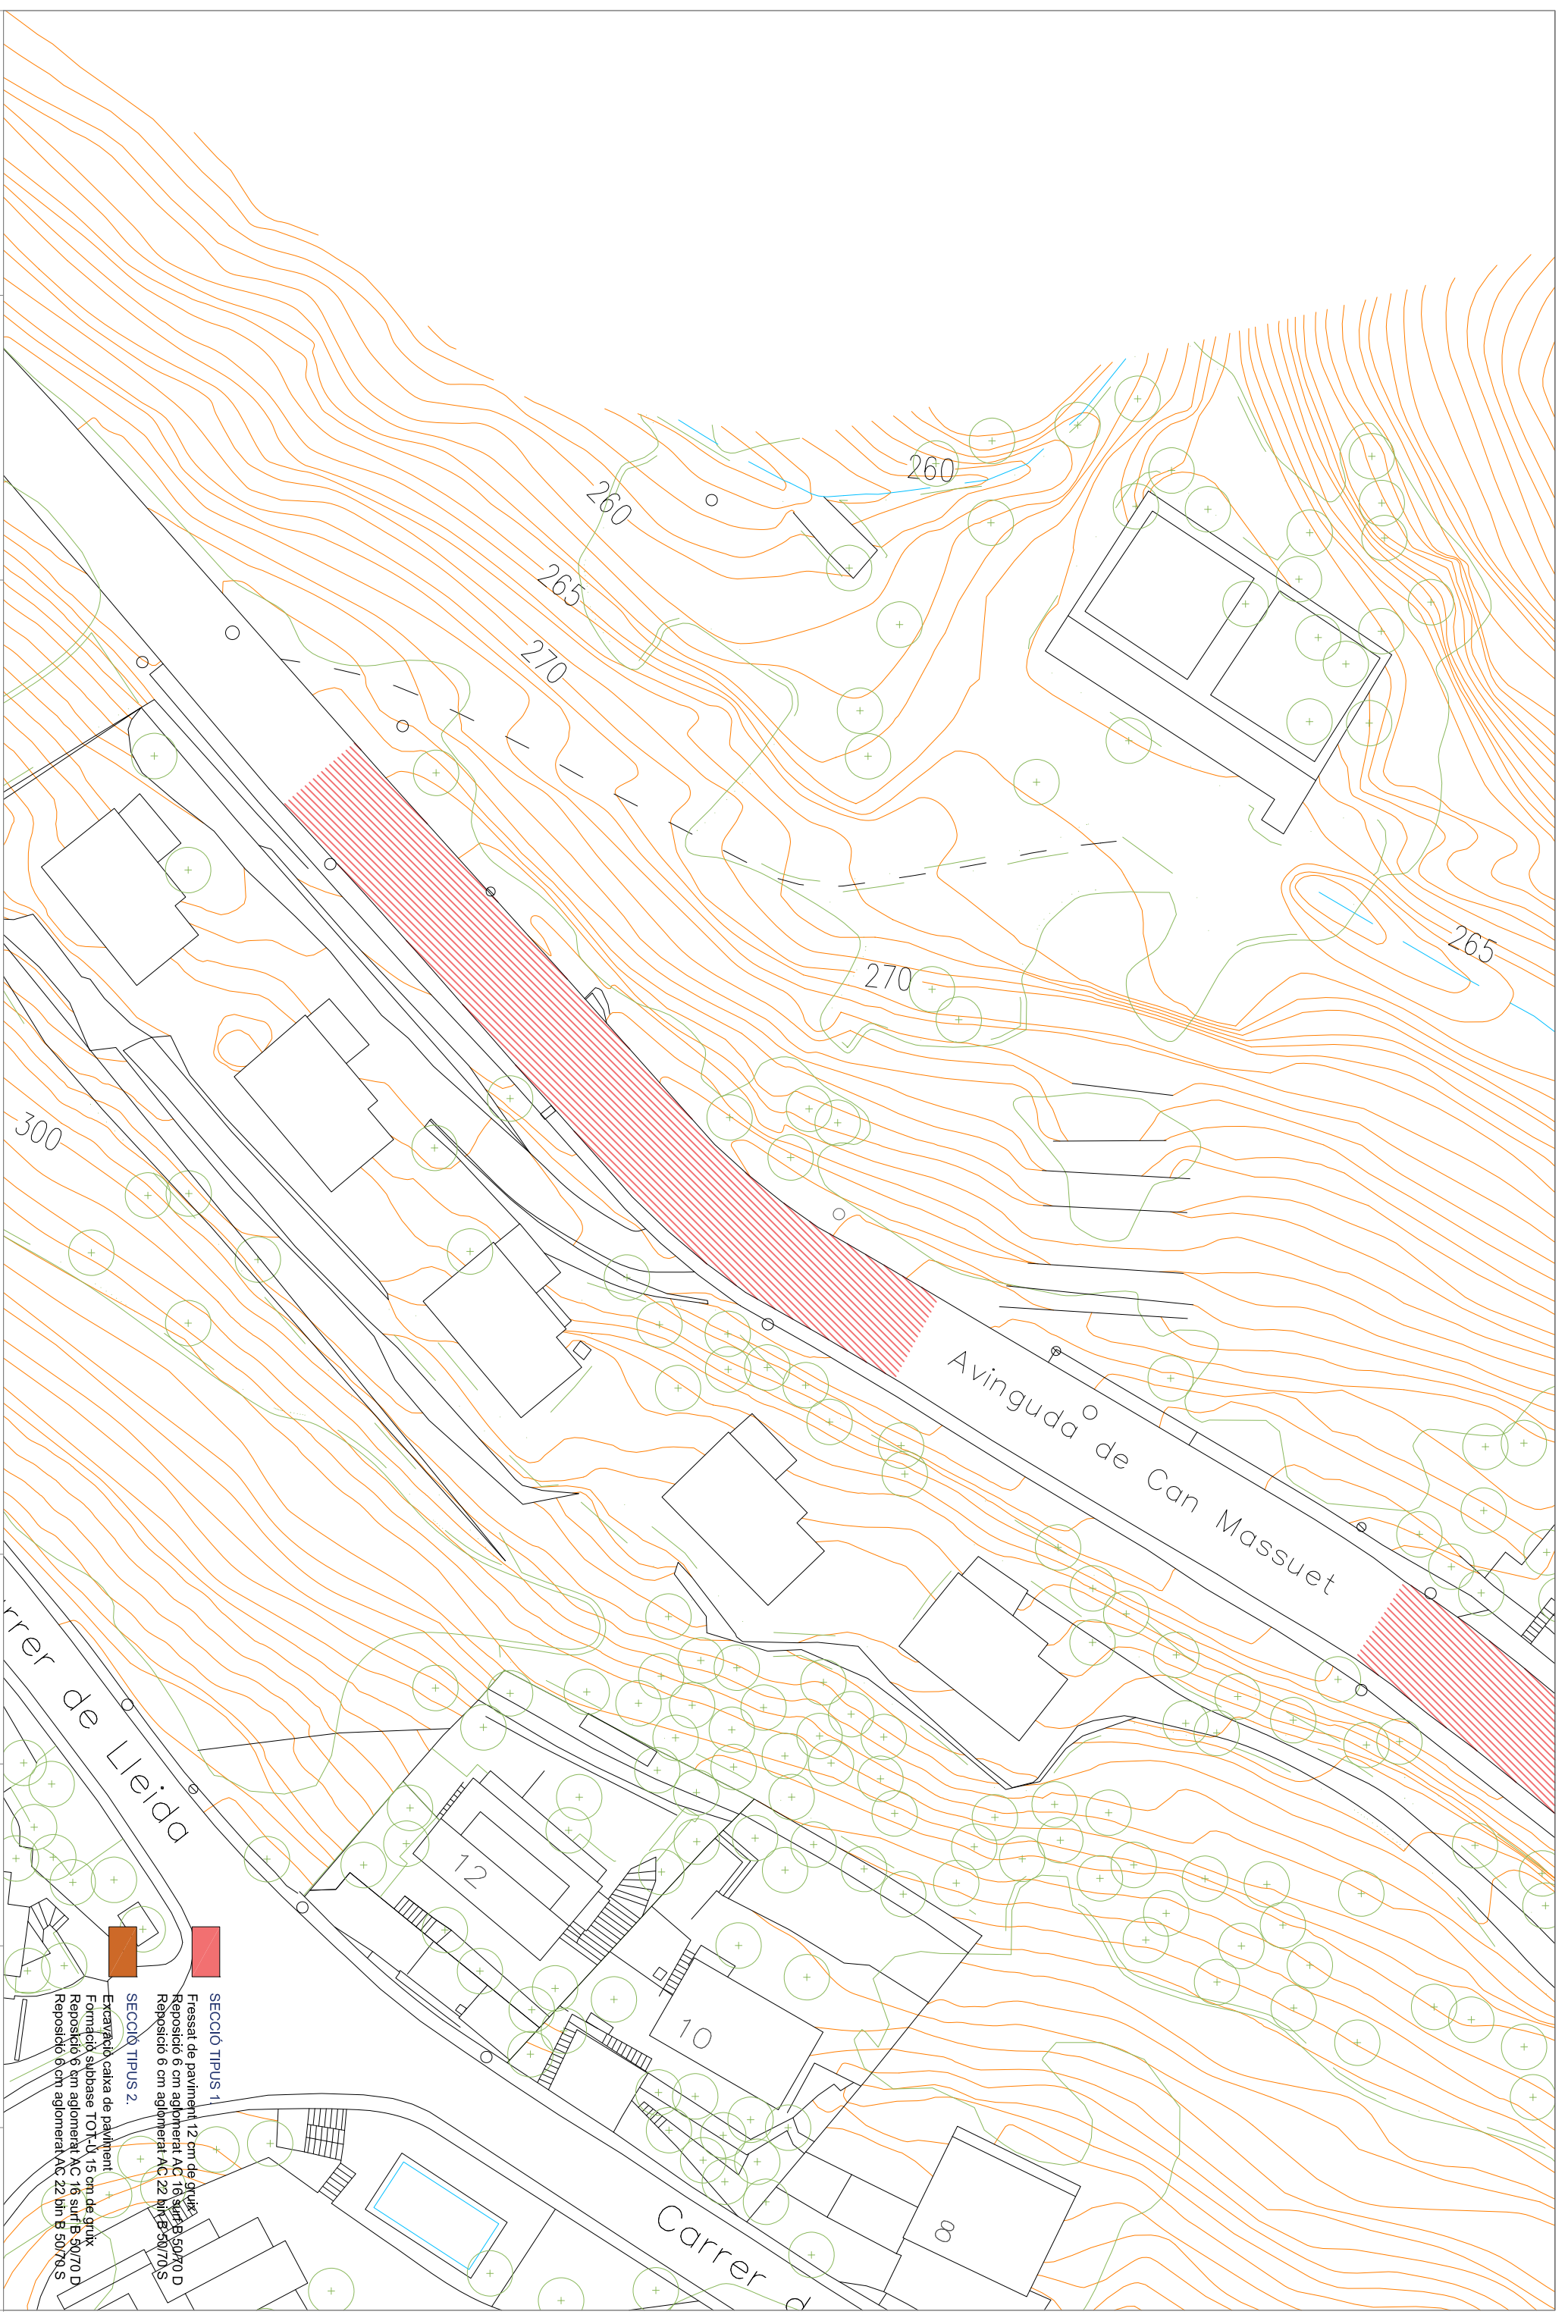 260
260
265
270
265
270
300
Avinguda de Can Massuet
rrer de Lleida
12
10
8
Carrer d
SECCIÓ TIPUS 1.
Fressat de paviment 12 cm de gruix
Reposició 6 cm aglomerat AC 16 surf B 50/70 D
Reposició 6 cm aglomerat AC 22 bin B 50/70 S
SECCIÓ TIPUS 2.
Excavació caixa de paviment
Formació subbase TOT-U 15 cm de gruix
Reposició 6 cm aglomerat AC 16 surf B 50/70 D
Reposició 6 cm aglomerat AC 22 bin B 50/70 S